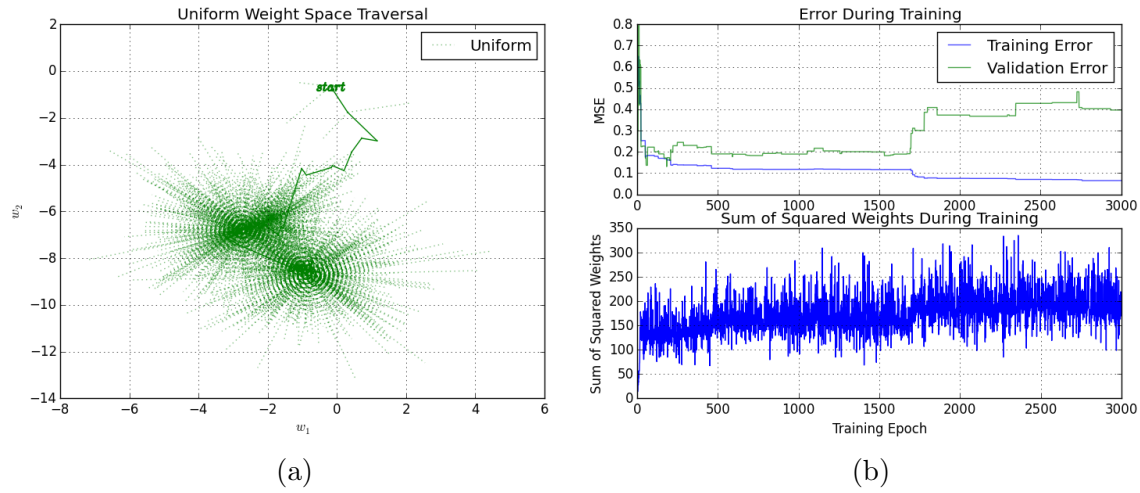 Uniform Weight Space Traversal
2
0
−2
−4
−6
−8
−10
−12
−14
w2
Uniform
start
−8 −6 −4 −2 0 2 4 6
w1
(a)
Error During Training
0.8
0.7
0.6
0.5
0.4
0.3
0.2
0.1
0.0
MSE
Training Error
Validation Error
0 500 1000 1500 2000 2500 3000
Sum of Squared Weights During Training
350
300
250
200
150
100
50
0
Sum of Squared Weights
0 500 1000 1500 2000 2500 3000
Training Epoch
(b)